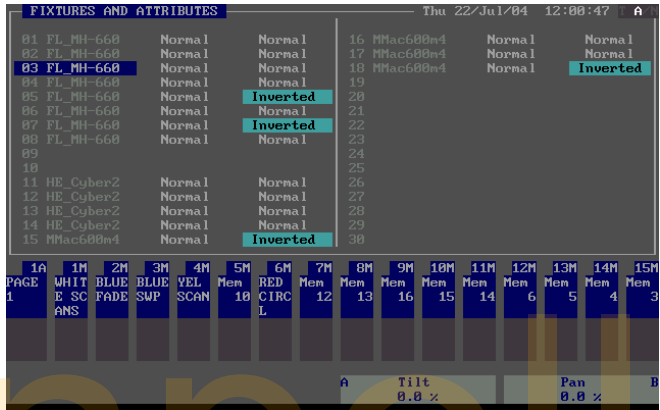 FIXTURES AND ATTRIBUTES Thu 22/Jul/04 12:00:47 T A/N
01 FL_MH-660 Normal Normal 16 MMac600m4 Normal Normal
02 FL_MH-660 Normal Normal 17 MMac600m4 Normal Normal
03 FL_MH-660 Normal Normal 18 MMac600m4 Normal Inverted
04 FL_MH-660 Normal Normal 19
05 FL_MH-660 Normal Inverted 20
06 FL_MH-660 Normal Normal 21
07 FL_MH-660 Normal Inverted 22
08 FL_MH-660 Normal Normal 23
09 24
10 25
11 HE_Cyber2 Normal Normal 26
12 HE_Cyber2 Normal Normal 27
13 HE_Cyber2 Normal Normal 28
14 HE_Cyber2 Normal Normal 29
15 MMac600m4 Normal Inverted 30
1A 1M 2M 3M 4M 5M 6M 7M 8M 9M 10M 11M 12M 13M 14M 15M
PAGE WHIT BLUE BLUE YEL Mem RED Mem Mem Mem Mem Mem Mem Mem Mem Mem
1 E SC FADE SWP SCAN 10 CIRC 12 13 16 15 14 6 5 4 3
ANS L
A Tilt Pan B
0.0 % 0.0 %